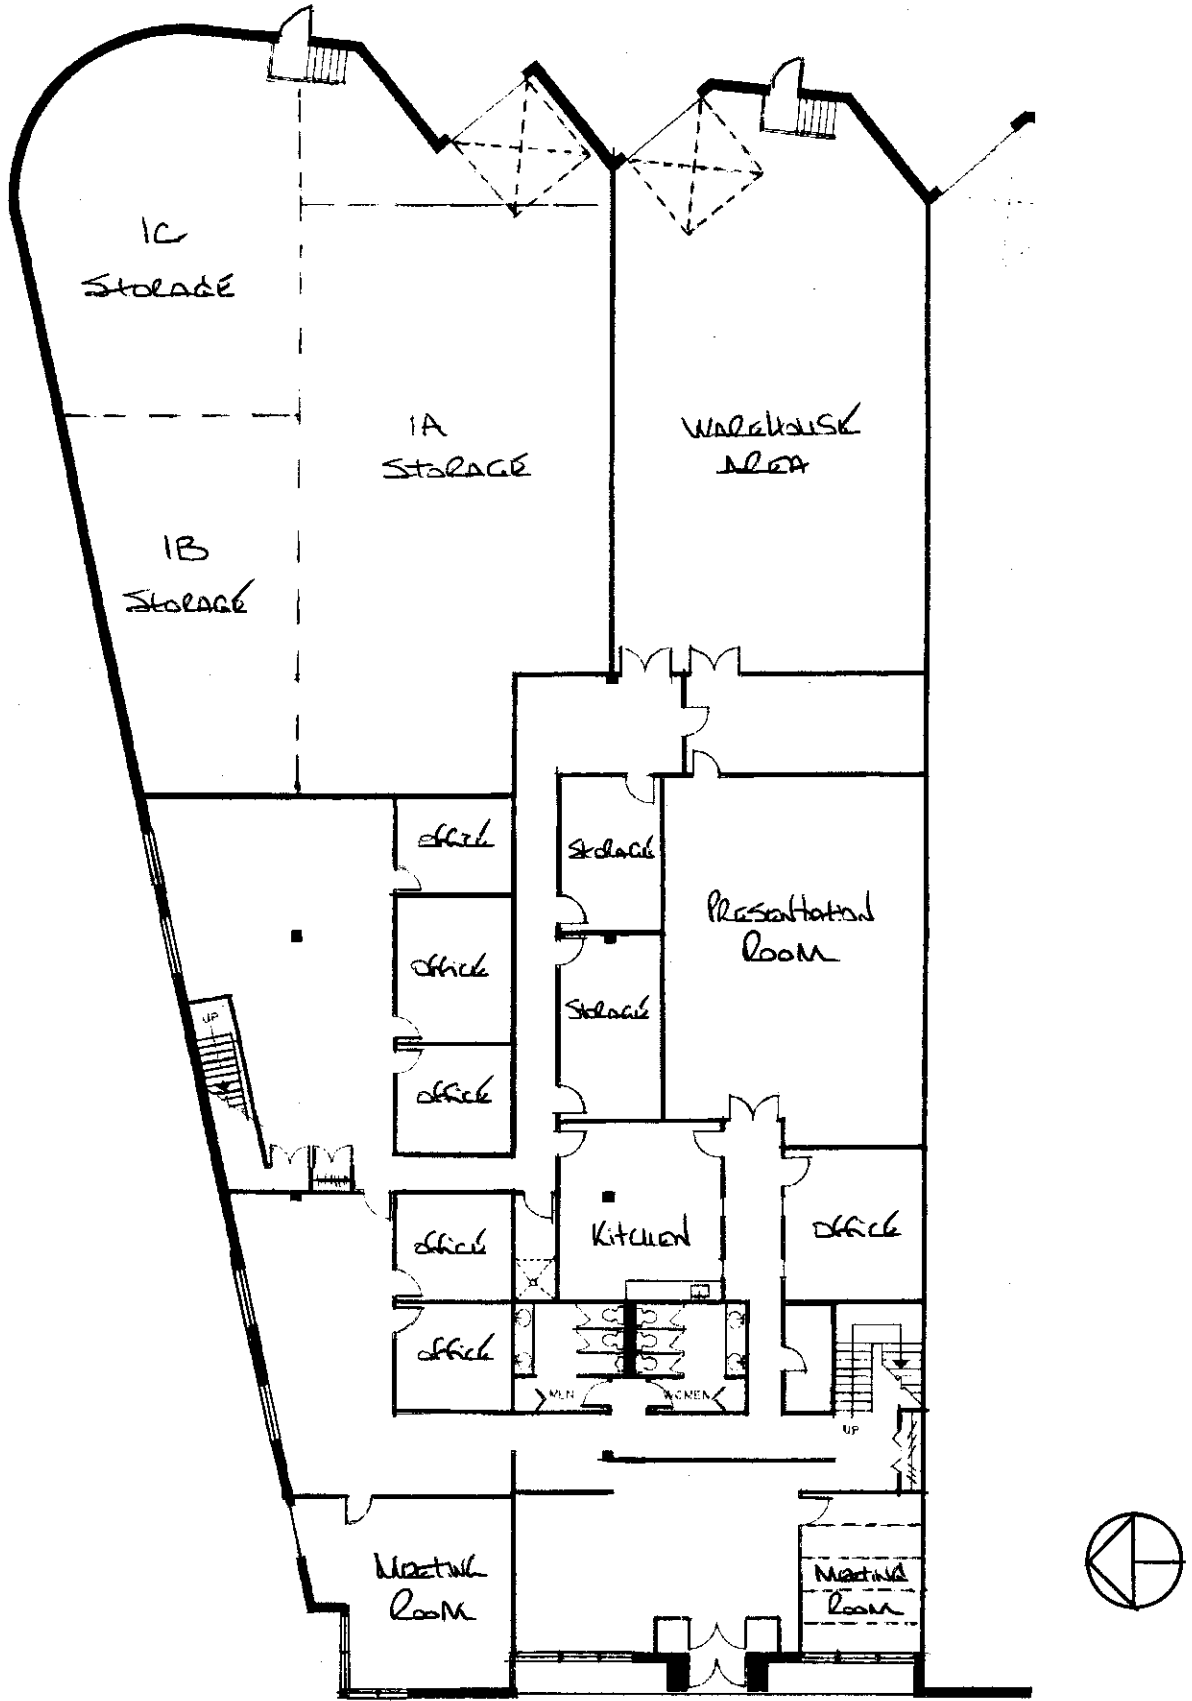 1C
STORAGE
1A
STORAGE
WAREHOUSE
AREA
1B
STORAGE
OFFICE
STORAGE
PRESENTATION
ROOM
OFFICE
STORAGE
UP
OFFICE
KITCHEN
OFFICE
OFFICE
OFFICE
MEN
WOMEN
UP
MEETING
ROOM
MEETING
ROOM